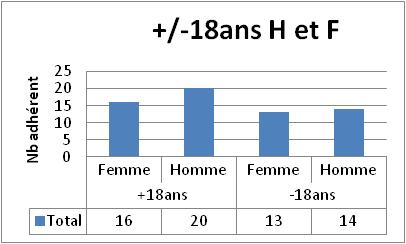 +/-18ans H et F
Nb adhérent
25
20
15
10
5
0
Femme Homme Femme Homme
+18ans -18ans
Total 16 20 13 14